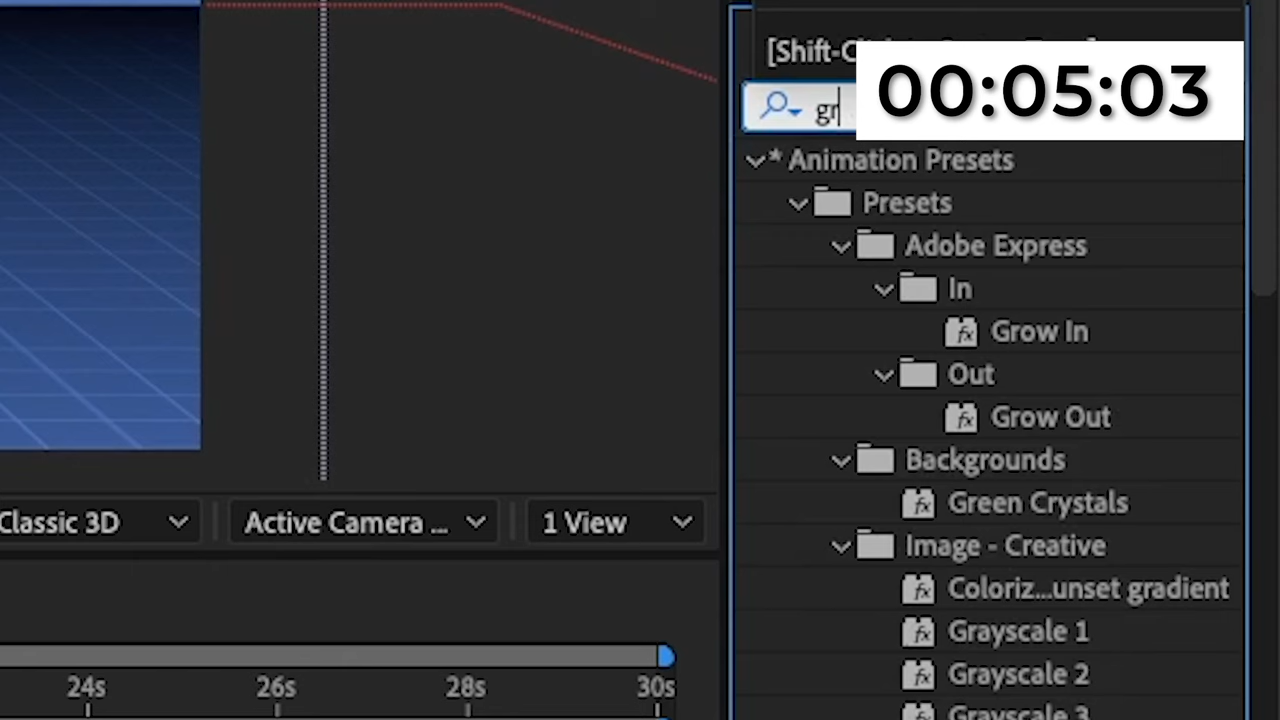 [Shift-C
00:05:03
gr
* Animation Presets
Presets
Adobe Express
In
Grow In
Out
Grow Out
Backgrounds
Green Crystals
Classic 3D
Active Camera ...
1 View
Image - Creative
Coloriz...unset gradient
Grayscale 1
Grayscale 2
Grayscale 3
24s
26s
28s
30s